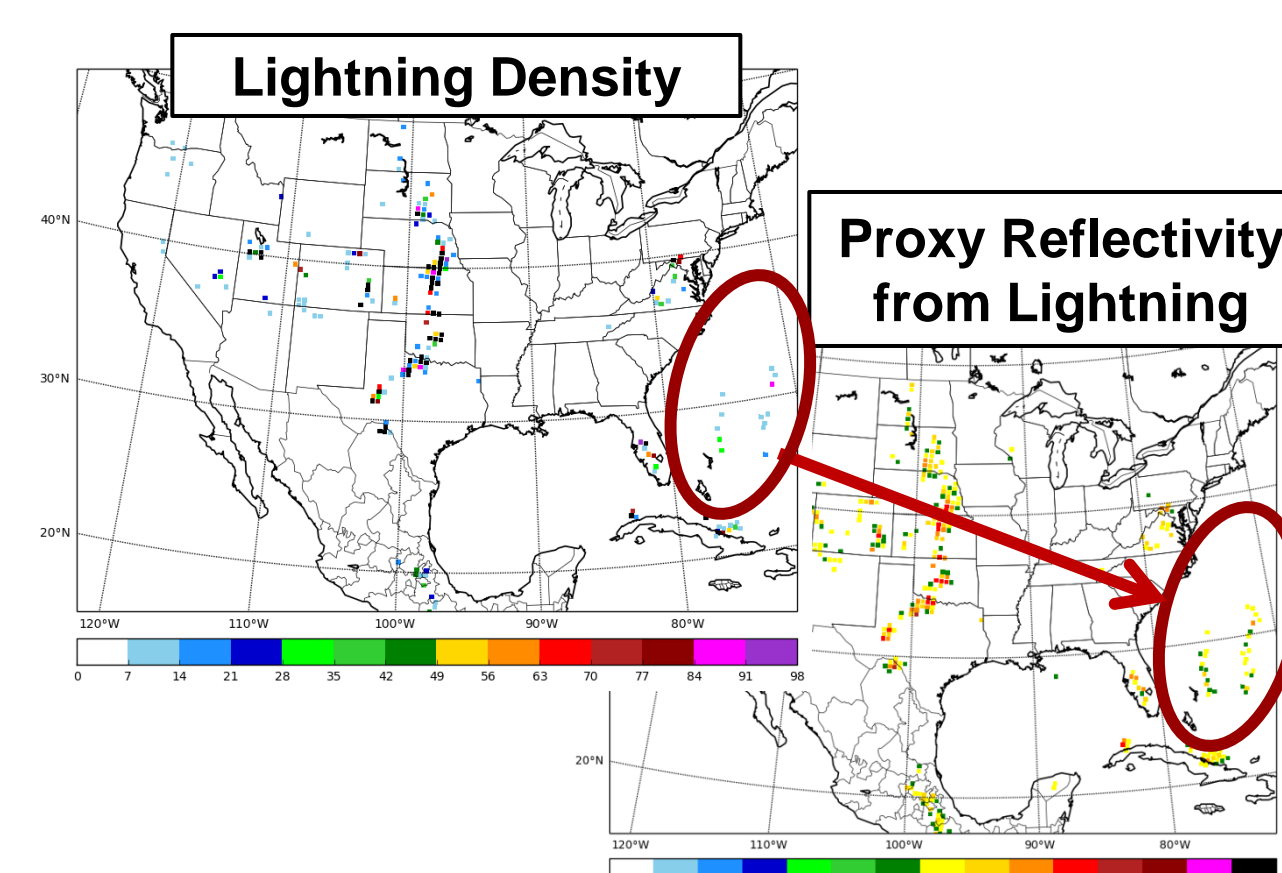 Lightning Density
40°N
30°N
20°N
120°W 110°W 100°W 90°W 80°W
0 7 14 21 28 35 42 49 56 63 70 77 84 91 98
Proxy Reflectivity
from Lightning
20°N
120°W 110°W 100°W 90°W 80°W